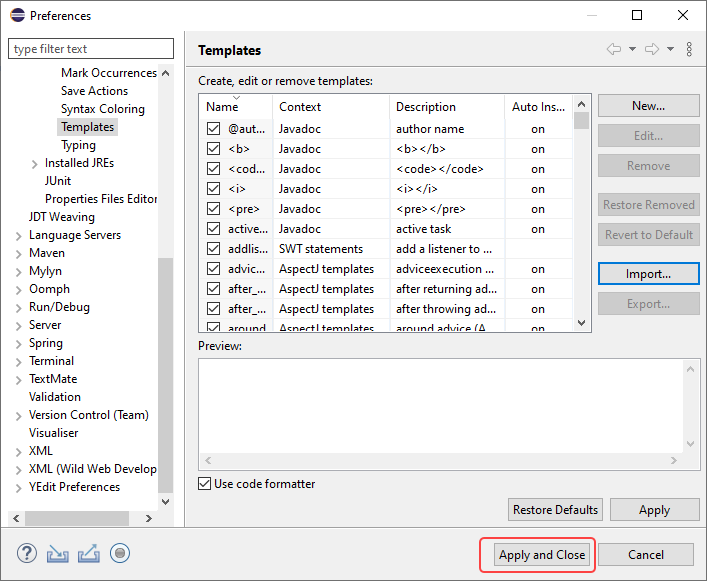 Preferences
type filter text
Mark Occurrences
Save Actions
Syntax Coloring
Templates
Typing
Installed JREs
JUnit
Properties Files Editor
JDT Weaving
Language Servers
Maven
Mylyn
Oomph
Run/Debug
Server
Spring
Terminal
TextMate
Validation
Version Control (Team)
Visualiser
XML
XML (Wild Web Develop
YEdit Preferences
Templates
Create, edit or remove templates:
Name Context Description Auto Ins...
@aut... Javadoc author name on
<b> Javadoc <b></b> on
<cod... Javadoc <code></code> on
<i> Javadoc <i></i> on
<pre> Javadoc <pre></pre> on
active... Javadoc active task on
addlis... SWT statements add a listener to ...
advic... AspectJ templates adviceexecution ... on
after_... AspectJ templates after returning ad... on
after_... AspectJ templates after throwing ad... on
around AspectJ templates around advice (A... on
New...
Edit...
Remove
Restore Removed
Revert to Default
Import...
Export...
Preview:
Use code formatter
Restore Defaults Apply
? Apply and Close Cancel